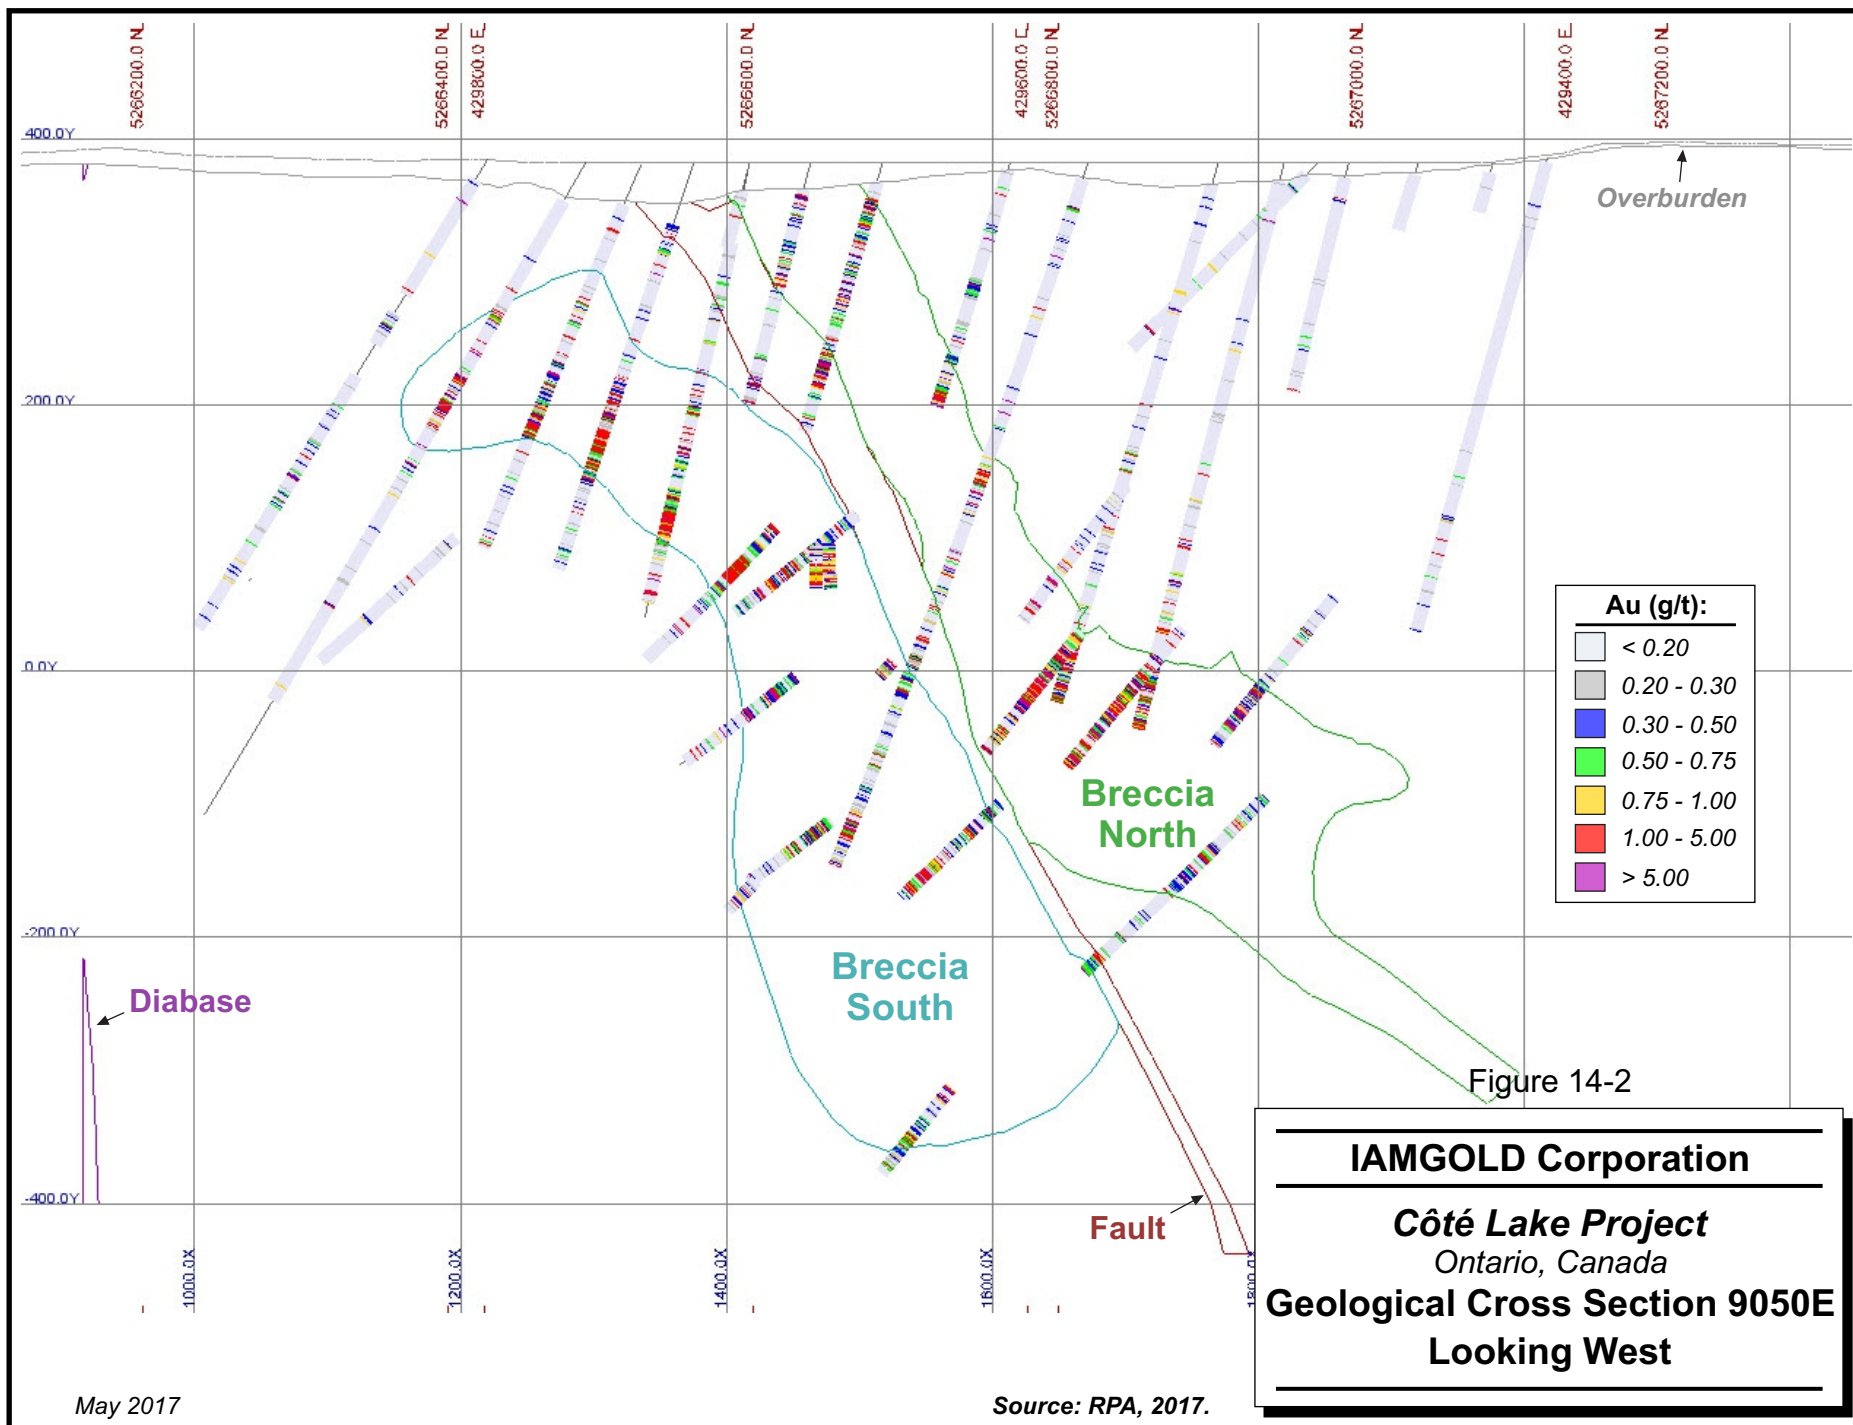 5266200.0 N
5266400.0 N
429800.0 E
5266600.0 N
429600.0 E
5266800.0 N
5267000.0 N
429400.0 E
5267200.0 N
400.0Y
Overburden
200.0Y
0.0Y
Au (g/t):
< 0.20
0.20 - 0.30
0.30 - 0.50
0.50 - 0.75
0.75 - 1.00
1.00 - 5.00
> 5.00
Breccia
North
-200.0Y
Breccia
South
Diabase
Figure 14-2
-400.0Y
Fault
1000.0X
1200.0X
1400.0X
1600.0X
IAMGOLD Corporation
Côté Lake Project
Ontario, Canada
Geological Cross Section 9050E
Looking West
May 2017
Source: RPA, 2017.